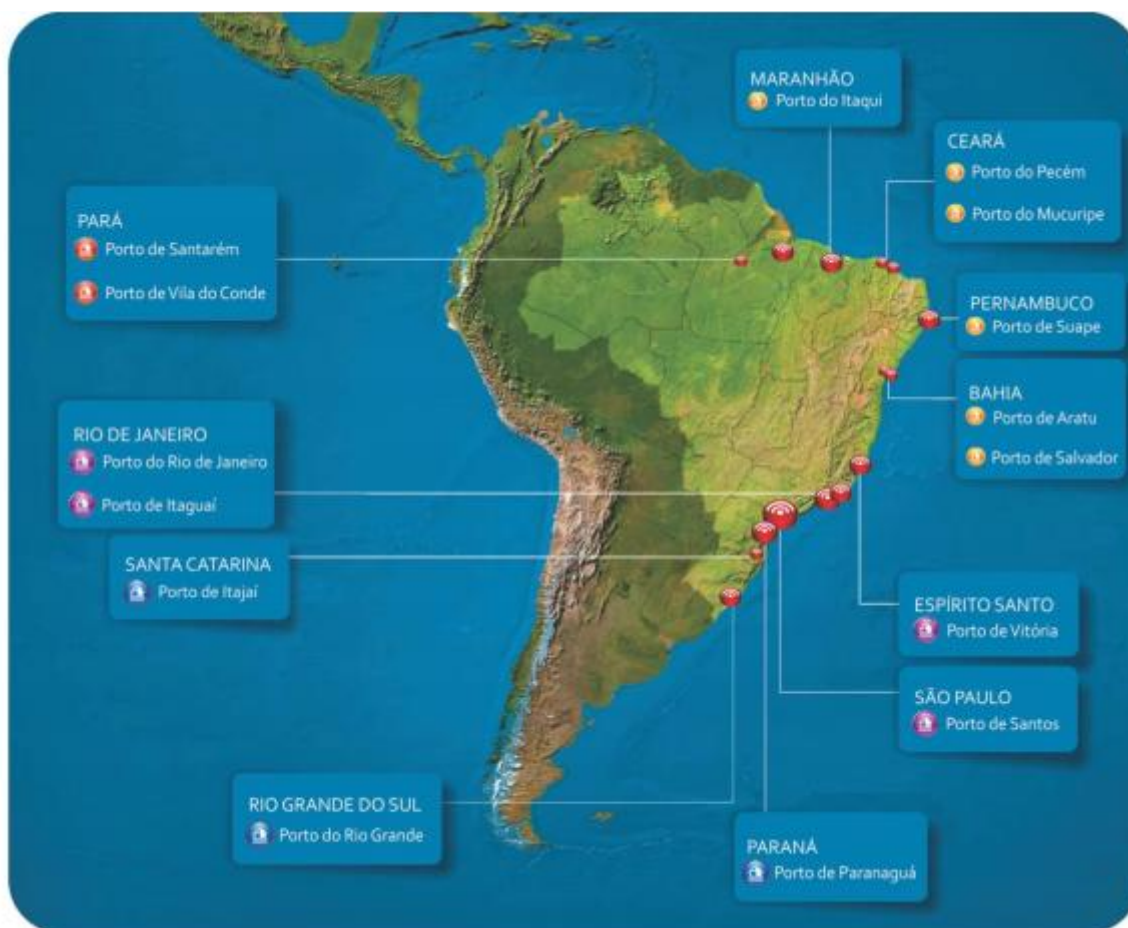 MARANHÃO
Porto do Itaqui
CEARÁ
Porto do Pecém
Porto do Mucuripe
PARÁ
Porto de Santarém
Porto de Vila do Conde
PERNAMBUCO
Porto de Suape
BAHIA
Porto de Aratu
Porto de Salvador
RIO DE JANEIRO
Porto do Rio de Janeiro
Porto de Itaguaí
SANTA CATARINA
Porto de Itajaí
ESPÍRITO SANTO
Porto de Vitória
SÃO PAULO
Porto de Santos
RIO GRANDE DO SUL
Porto do Rio Grande
PARANÁ
Porto de Paranaguá